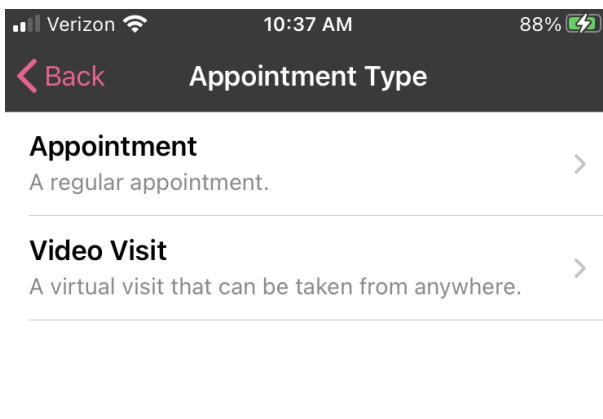 Verizon 10:37 AM 88%
Back Appointment Type
Appointment
A regular appointment.
Video Visit
A virtual visit that can be taken from anywhere.